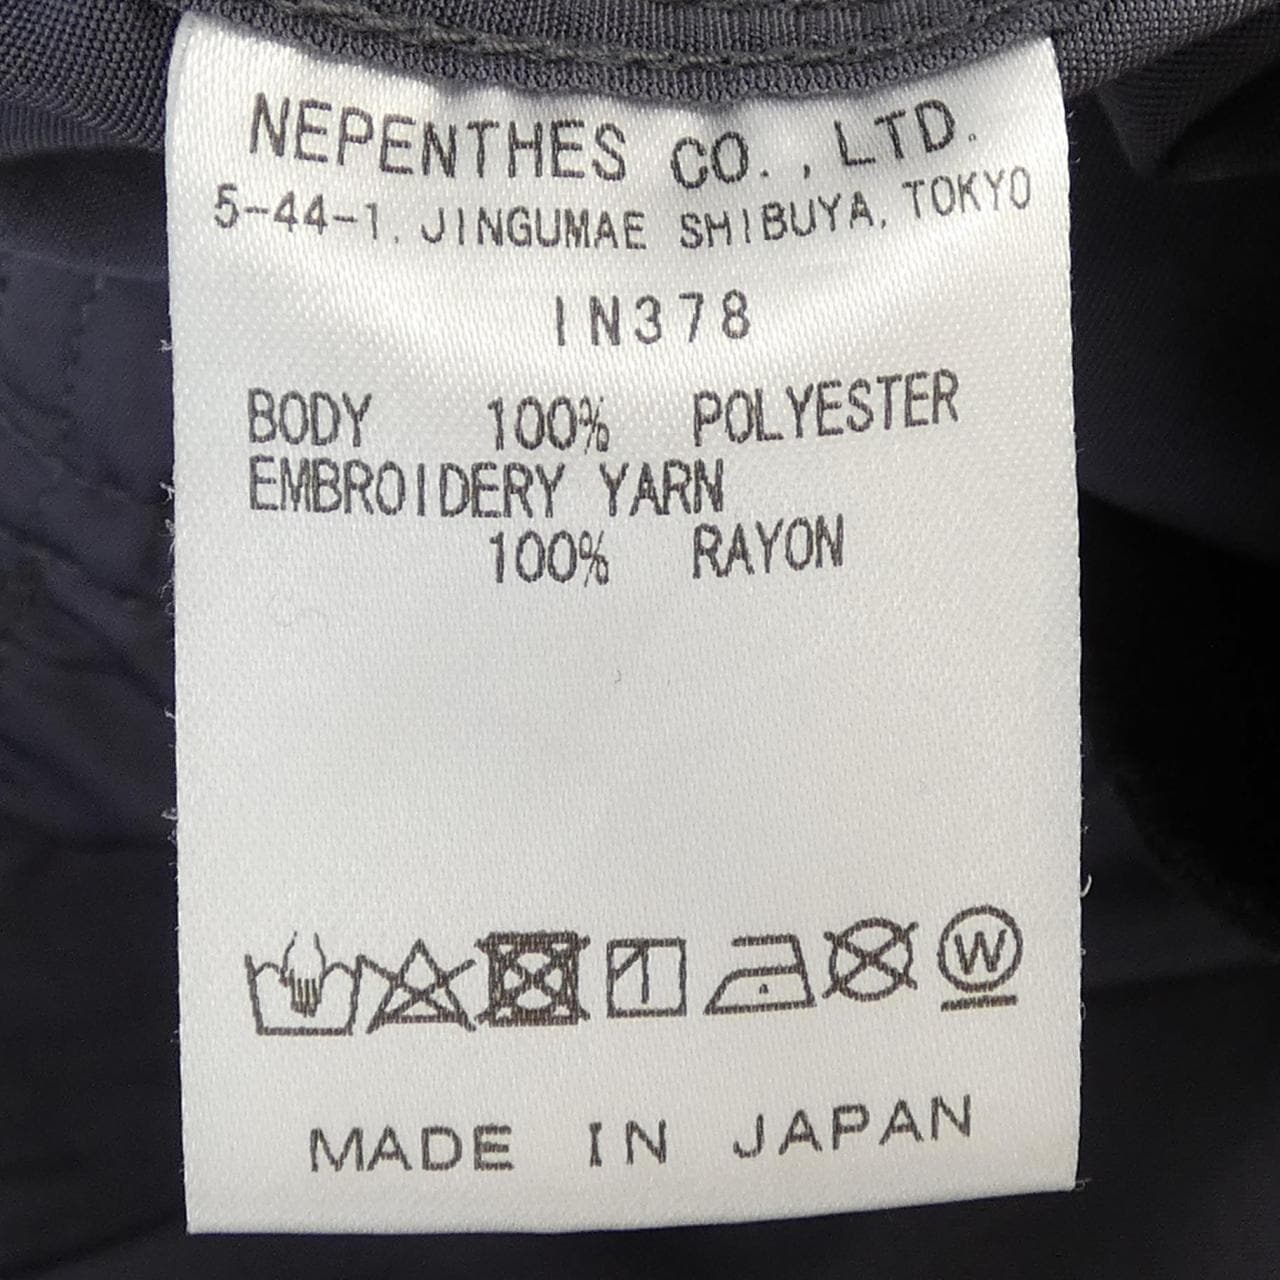 NEPENTHES CO., LTD.
5-44-1, JINGUMAE SHIBUYA, TOKYO
IN378
BODY 100% POLYESTER
EMBROIDERY YARN
100% RAYON
W
MADE IN JAPAN